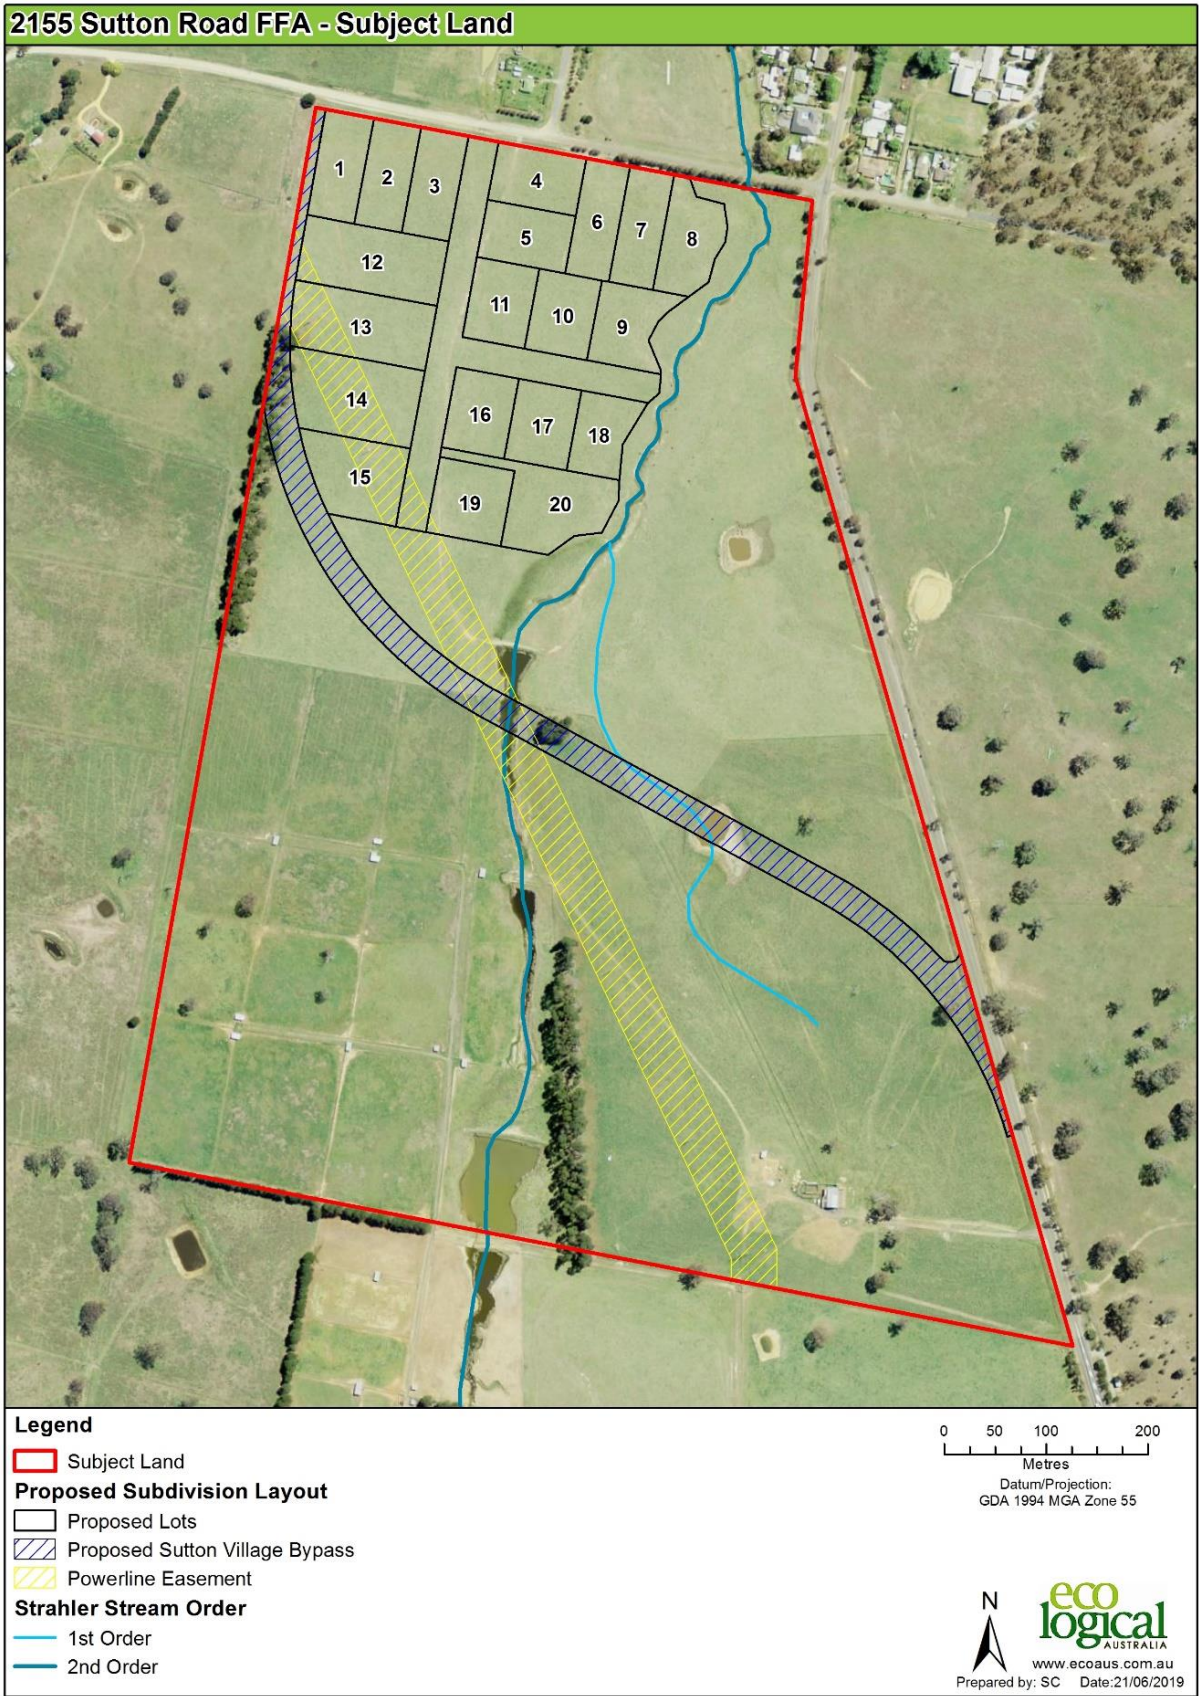 2155 Sutton Road FFA - Subject Land
1
2
3
4
5
6
7
8
12
11
10
9
13
14
16
17
18
15
19
20
Legend
Subject Land
Proposed Subdivision Layout
Proposed Lots
Proposed Sutton Village Bypass
Powerline Easement
Strahler Stream Order
1st Order
2nd Order
0 50 100 200
Metres
Datum/Projection:
GDA 1994 MGA Zone 55
N
eco
logical
AUSTRALIA
www.ecoaus.com.au
Prepared by: SC Date:21/06/2019